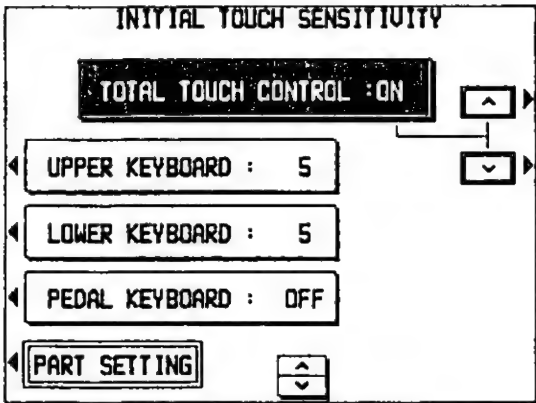 INITIAL TOUCH SENSITIVITY
TOTAL TOUCH CONTROL :ON
UPPER KEYBOARD : 5
LOWER KEYBOARD : 5
PEDAL KEYBOARD : OFF
PART SETTING